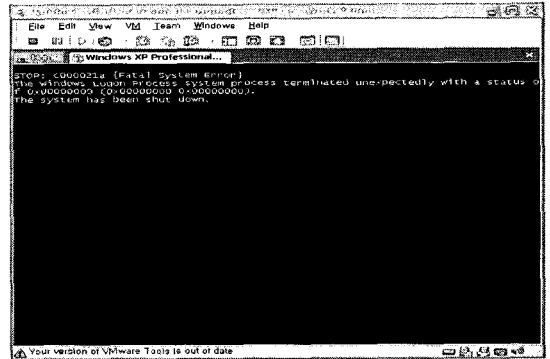 File Edit View VM Team Windows Help
Windows XP Professional...
STOP: c000021a {Fatal System Error}
The Windows Logon Process system process terminated unexpectedly with a status o
f 0x00000000 (0x00000000 0x00000000).
The system has been shut down.
Your version of VMware Tools is out of date